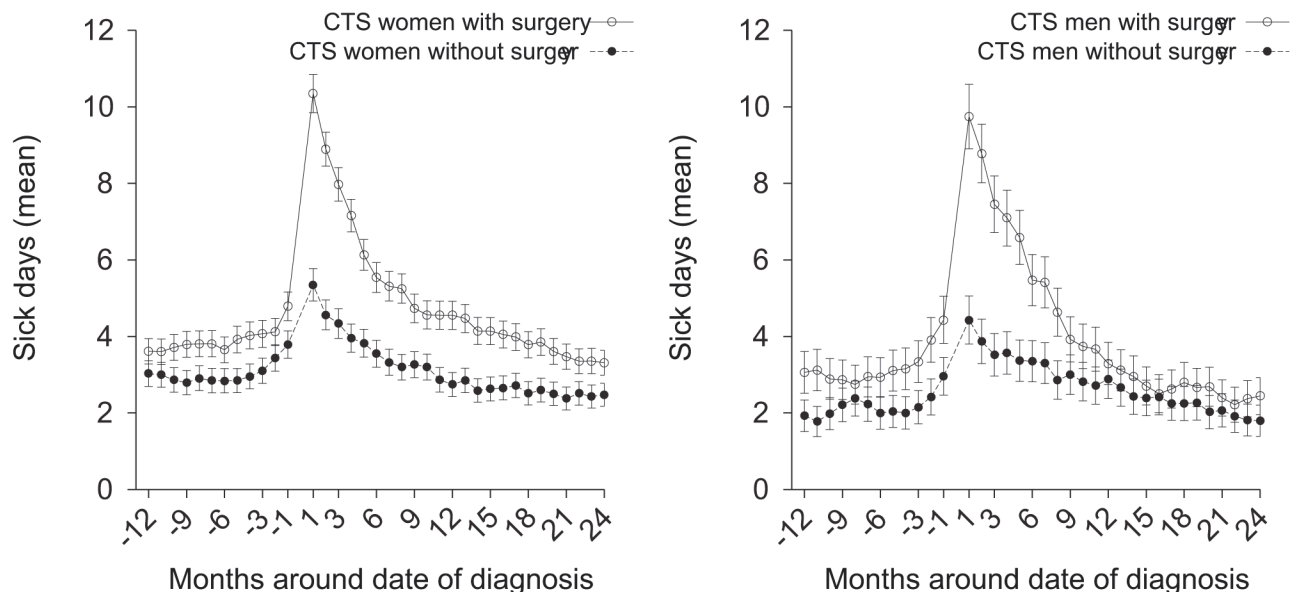 CTS women with surgery
CTS women without surgery
12
10
8
6
4
2
0
Sick days (mean)
-12 -9 -6 -3 -1 1 3 6 9 12 15 18 21 24
Months around date of diagnosis
CTS men with surgery
CTS men without surgery
12
10
8
6
4
2
0
Sick days (mean)
-12 -9 -6 -3 -1 1 3 6 9 12 15 18 21 24
Months around date of diagnosis